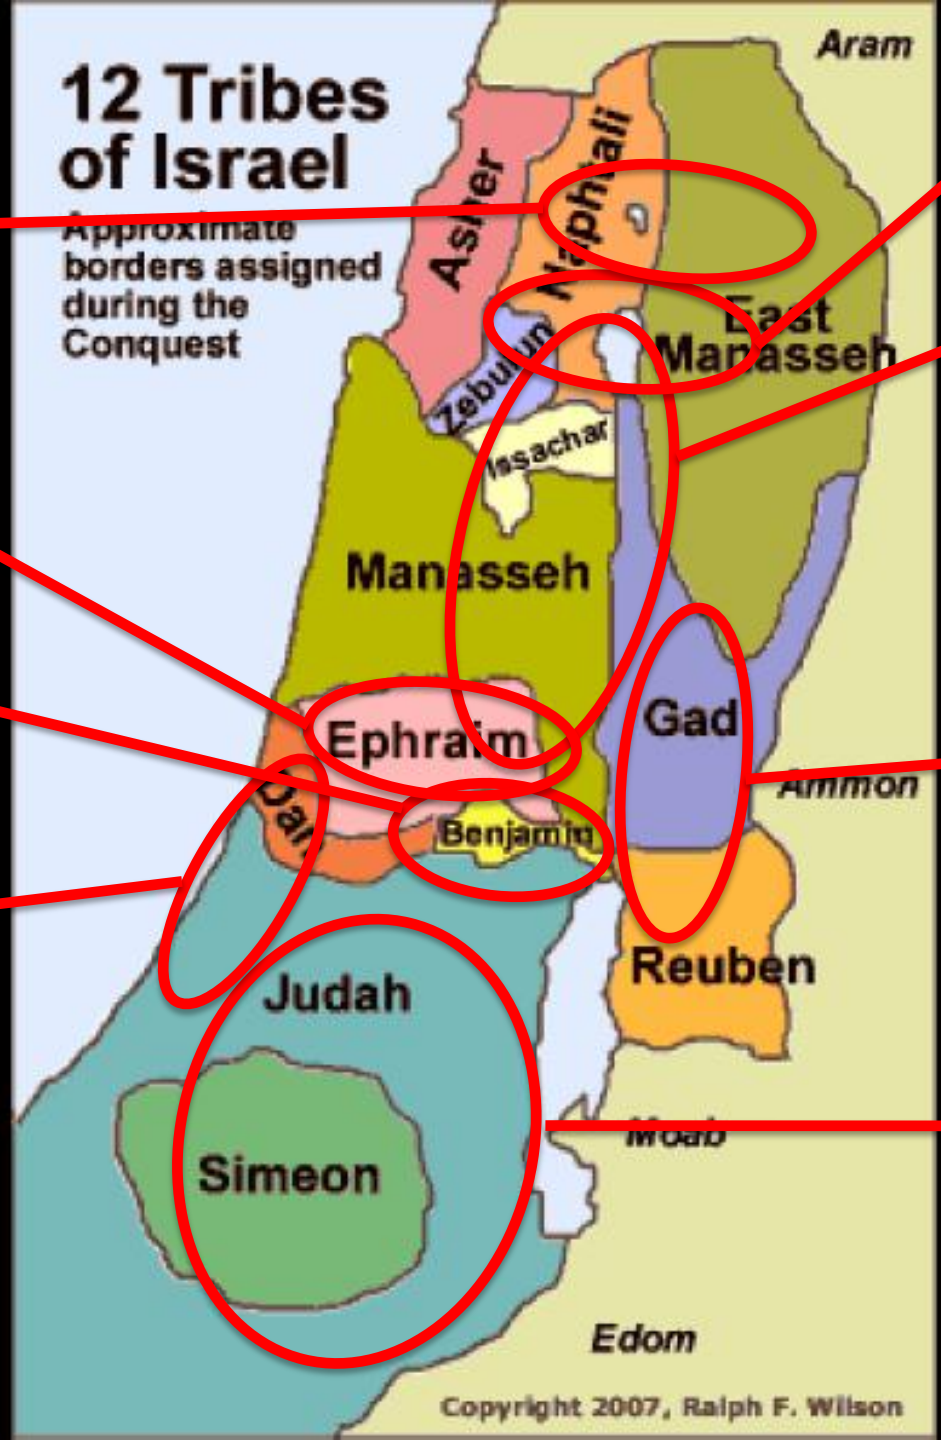 12 Tribes
of Israel
Approximate
borders assigned
during the
Conquest
Aram
Asher
Naphtali
East
Manasseh
Zebulun
Issachar
Manasseh
Ephraim
Gad
Dan
Benjamin
Ammon
Reuben
Judah
Simeon
Moab
Edom
Copyright 2007, Ralph F. Wilson